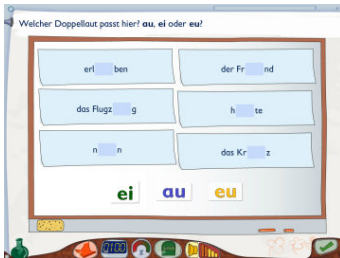 Welcher Doppellaut passt hier? au, ei oder eu?
erl ben
der Fr nd
das Flugz g
h te
n n
das Kr z
ei au eu